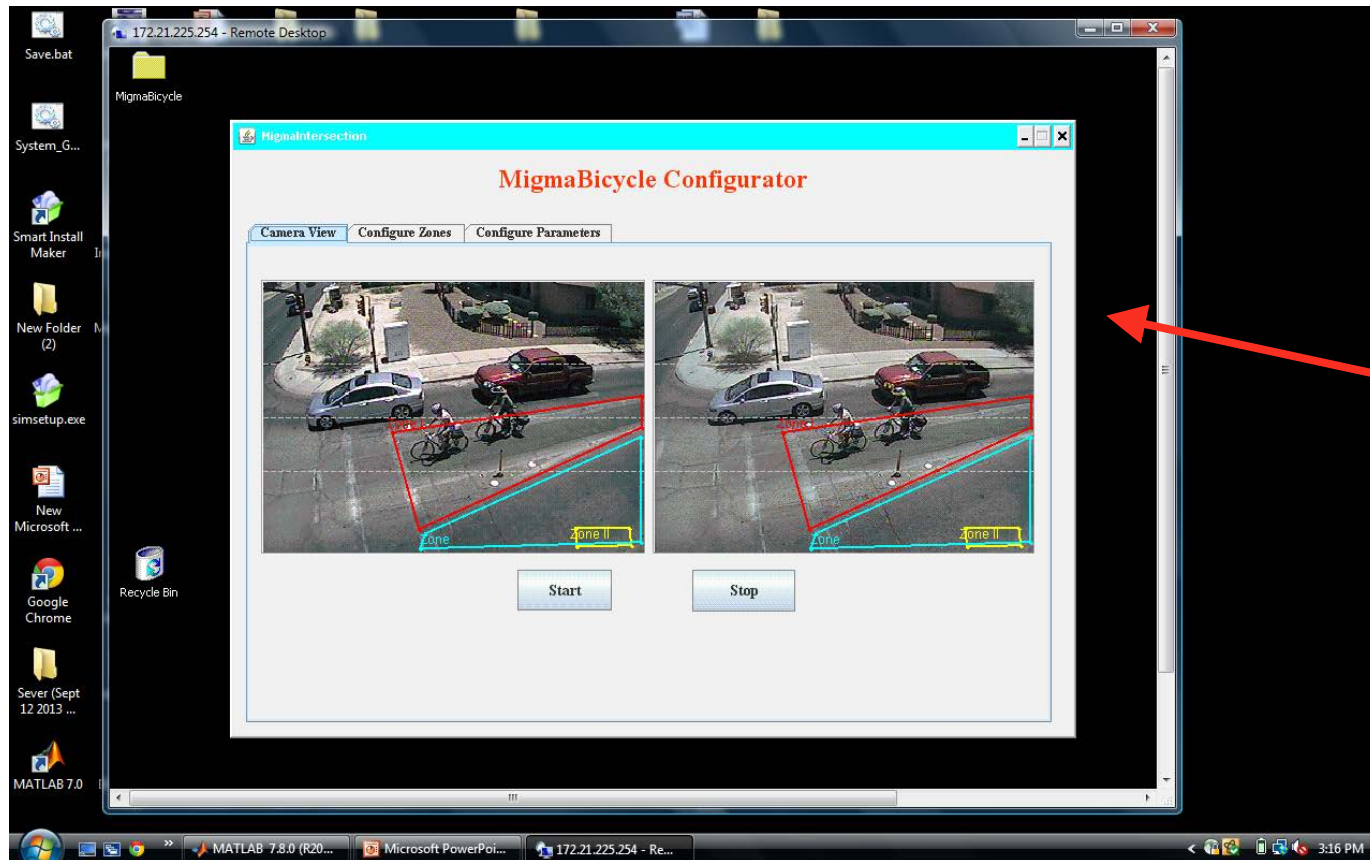 Save.bat
172.21.225.254 - Remote Desktop
MigmaBicycle
System_G...
MigmaIntersection
MigmaBicycle Configurator
Smart Install
Maker
Camera View
Configure Zones
Configure Parameters
New Folder
(2)
simsetup.exe
New
Microsoft ...
Zone
Zone II
Zone
Zone II
Start
Stop
Recycle Bin
Google
Chrome
Sever (Sept
12 2013 ...
MATLAB 7.0
MATLAB 7.8.0 (R20...
Microsoft PowerPoi...
172.21.225.254 - Re...
3:16 PM